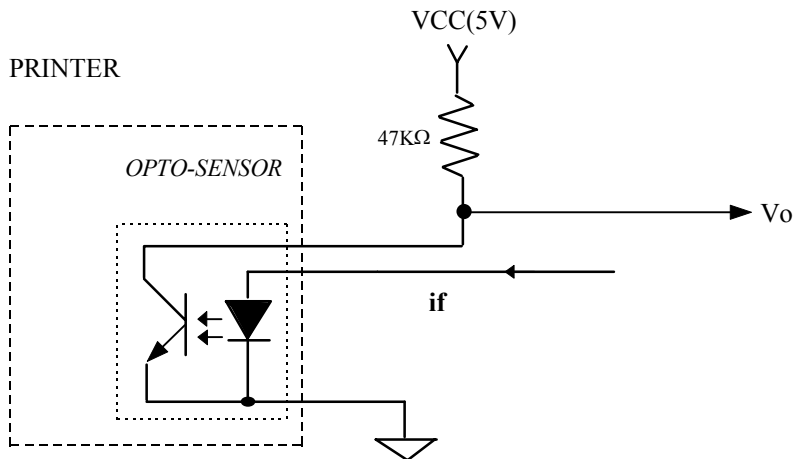 VCC(5V)
PRINTER
47KΩ
OPTO-SENSOR
Vo
if